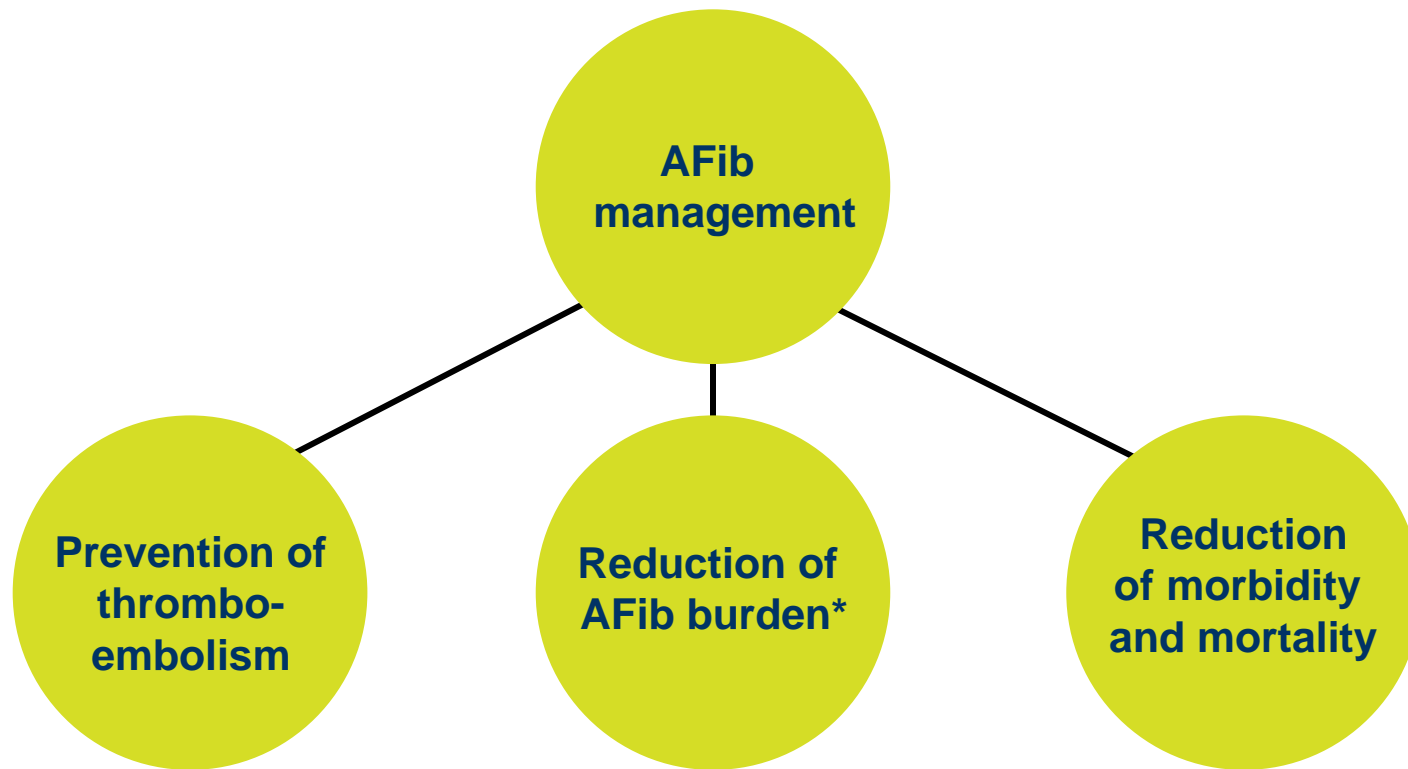 AFib
management
Prevention of
thrombo-
embolism
Reduction of
AFib burden*
Reduction
of morbidity
and mortality